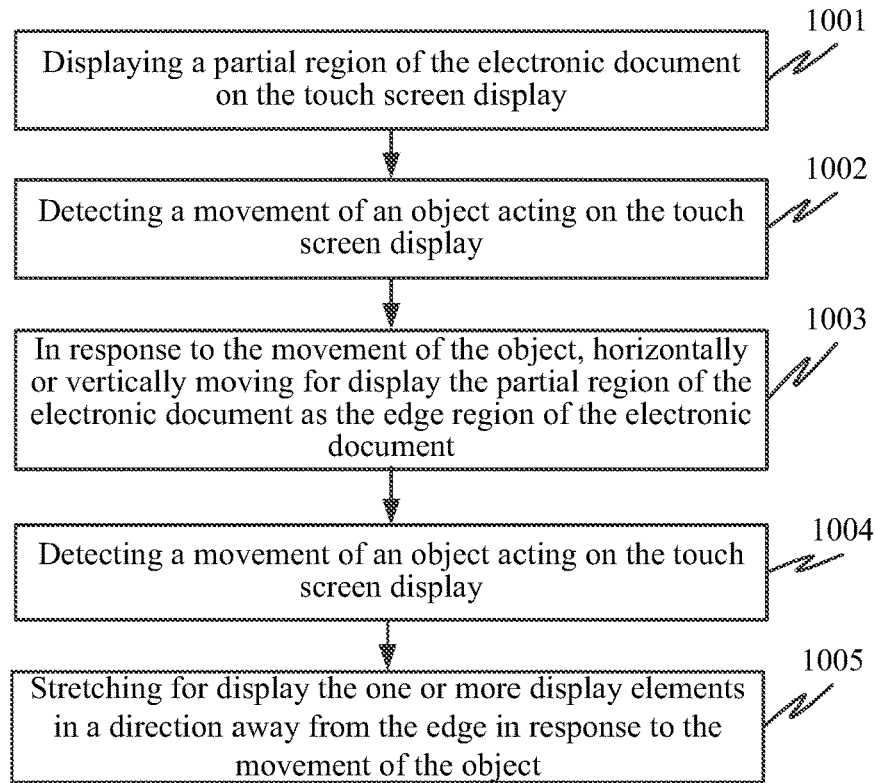 1001
Displaying a partial region of the electronic document
on the touch screen display
1002
Detecting a movement of an object acting on the touch
screen display
1003
In response to the movement of the object, horizontally
or vertically moving for display the partial region of the
electronic document as the edge region of the electronic
document
1004
Detecting a movement of an object acting on the touch
screen display
1005
Stretching for display the one or more display elements
in a direction away from the edge in response to the
movement of the object